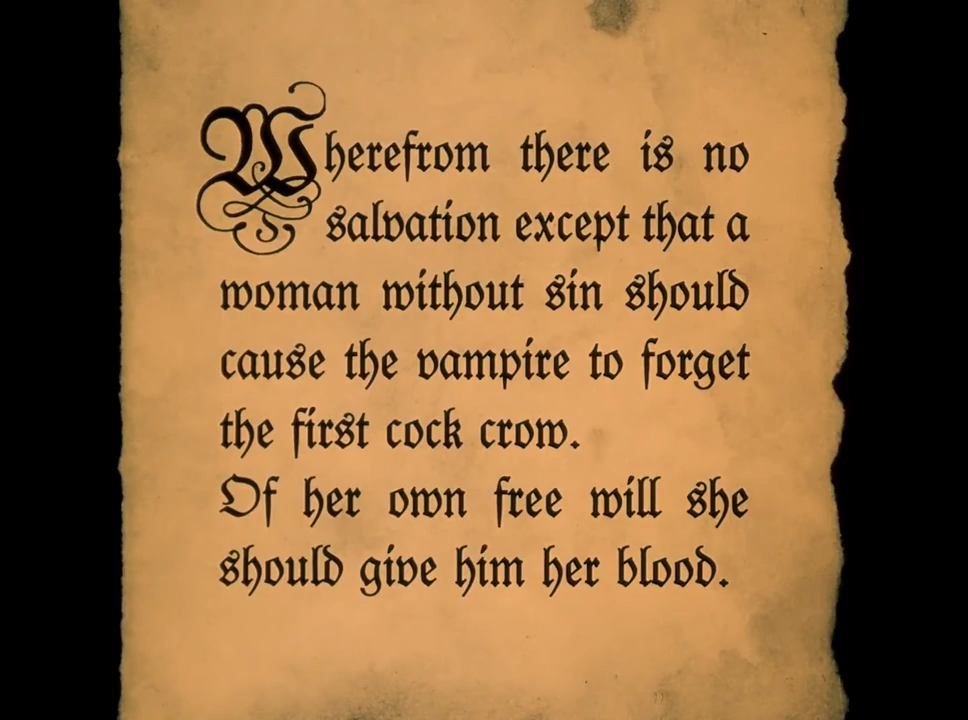 Wherefrom there is no
salvation except that a
woman without sin should
cause the vampire to forget
the first cock crow.
Of her own free will she
should give him her blood.